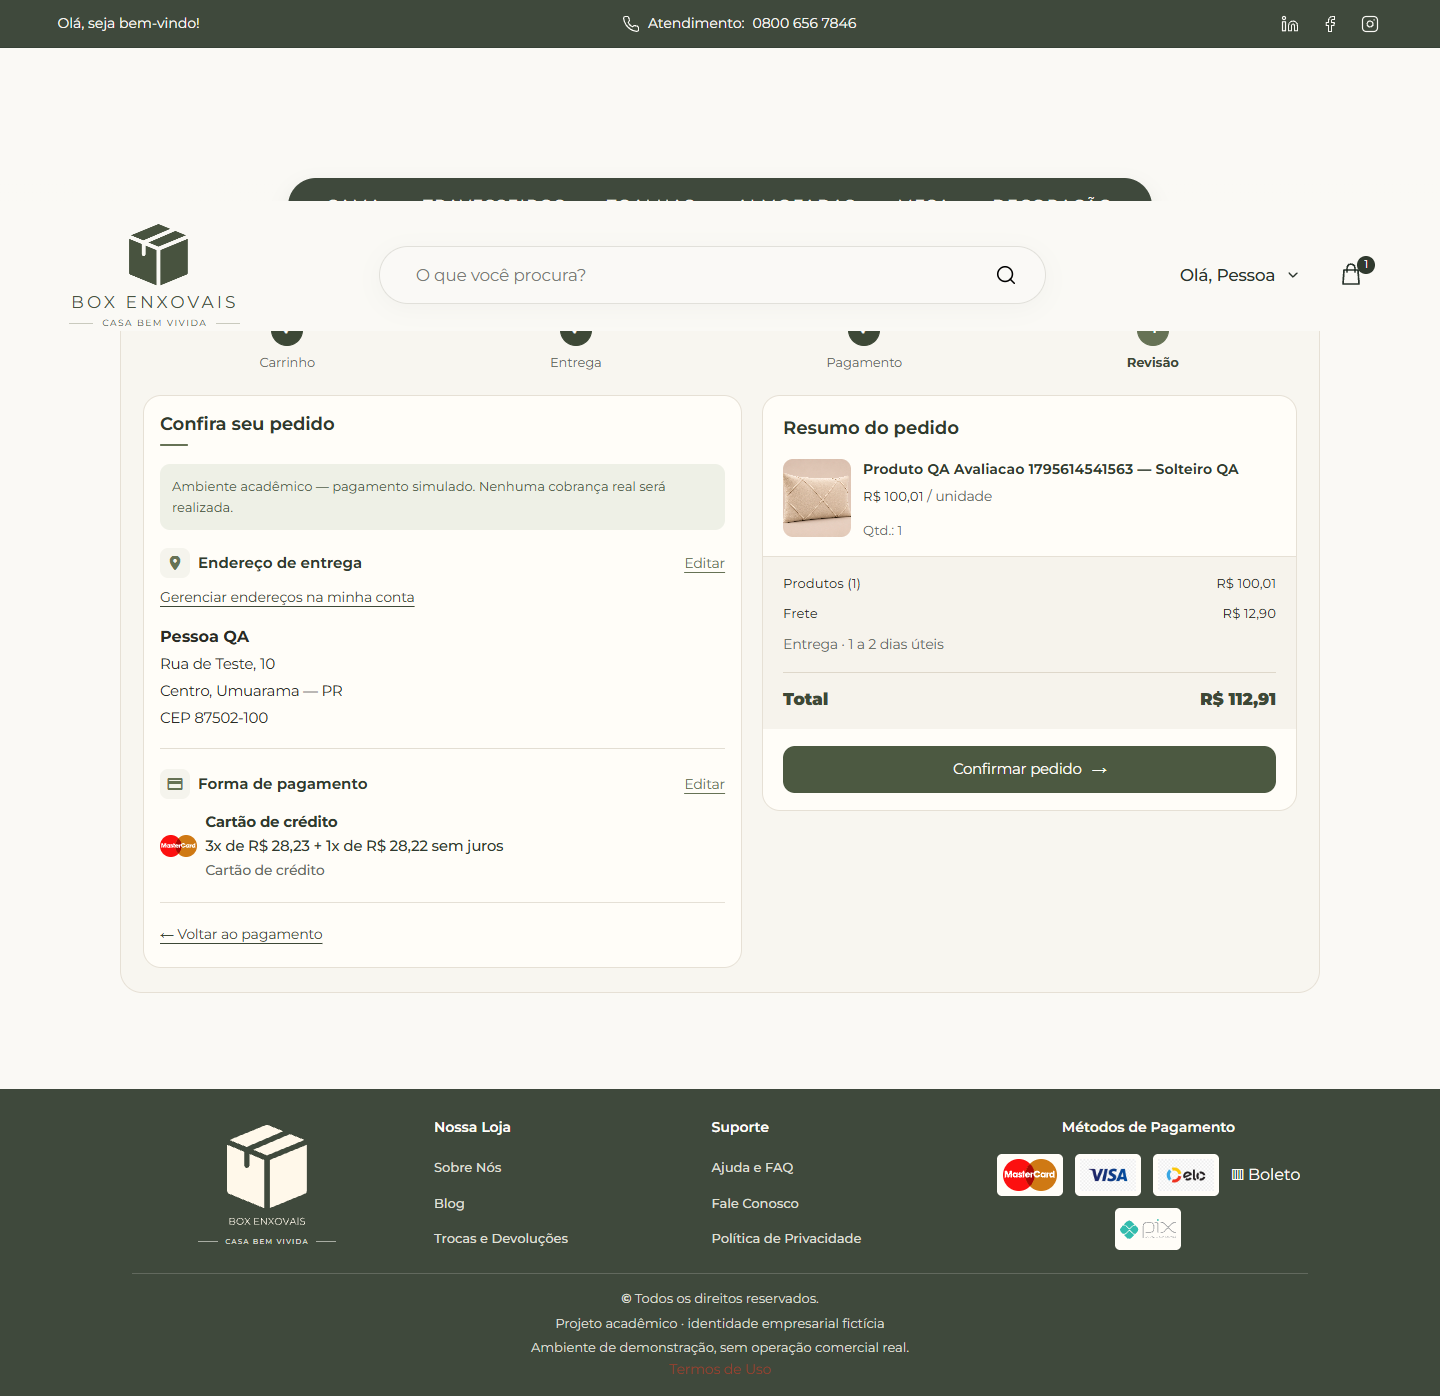 Olá, seja bem-vindo!
Atendimento: 0800 656 7846
BOX ENXOVAIS
CASA BEM VIVIDA
O que você procura?
Olá, Pessoa
1
Carrinho
Entrega
Pagamento
Revisão
Confira seu pedido
Ambiente acadêmico — pagamento simulado. Nenhuma cobrança real será
realizada.
Endereço de entrega
Editar
Gerenciar endereços na minha conta
Pessoa QA
Rua de Teste, 10
Centro, Umuarama — PR
CEP 87502-100
Forma de pagamento
Editar
Cartão de crédito
MasterCard
3x de R$ 28,23 + 1x de R$ 28,22 sem juros
Cartão de crédito
← Voltar ao pagamento
Resumo do pedido
Produto QA Avaliacao 1795614541563 — Solteiro QA
R$ 100,01 / unidade
Qtd.: 1
Produtos (1) R$ 100,01
Frete R$ 12,90
Entrega · 1 a 2 dias úteis
Total R$ 112,91
Confirmar pedido →
BOX ENXOVAIS
CASA BEM VIVIDA
Nossa Loja
Sobre Nós
Blog
Trocas e Devoluções
Suporte
Ajuda e FAQ
Fale Conosco
Política de Privacidade
Métodos de Pagamento
MasterCard
VISA
elo
Boleto
pix
© Todos os direitos reservados.
Projeto acadêmico · identidade empresarial fictícia
Ambiente de demonstração, sem operação comercial real.
Termos de Uso